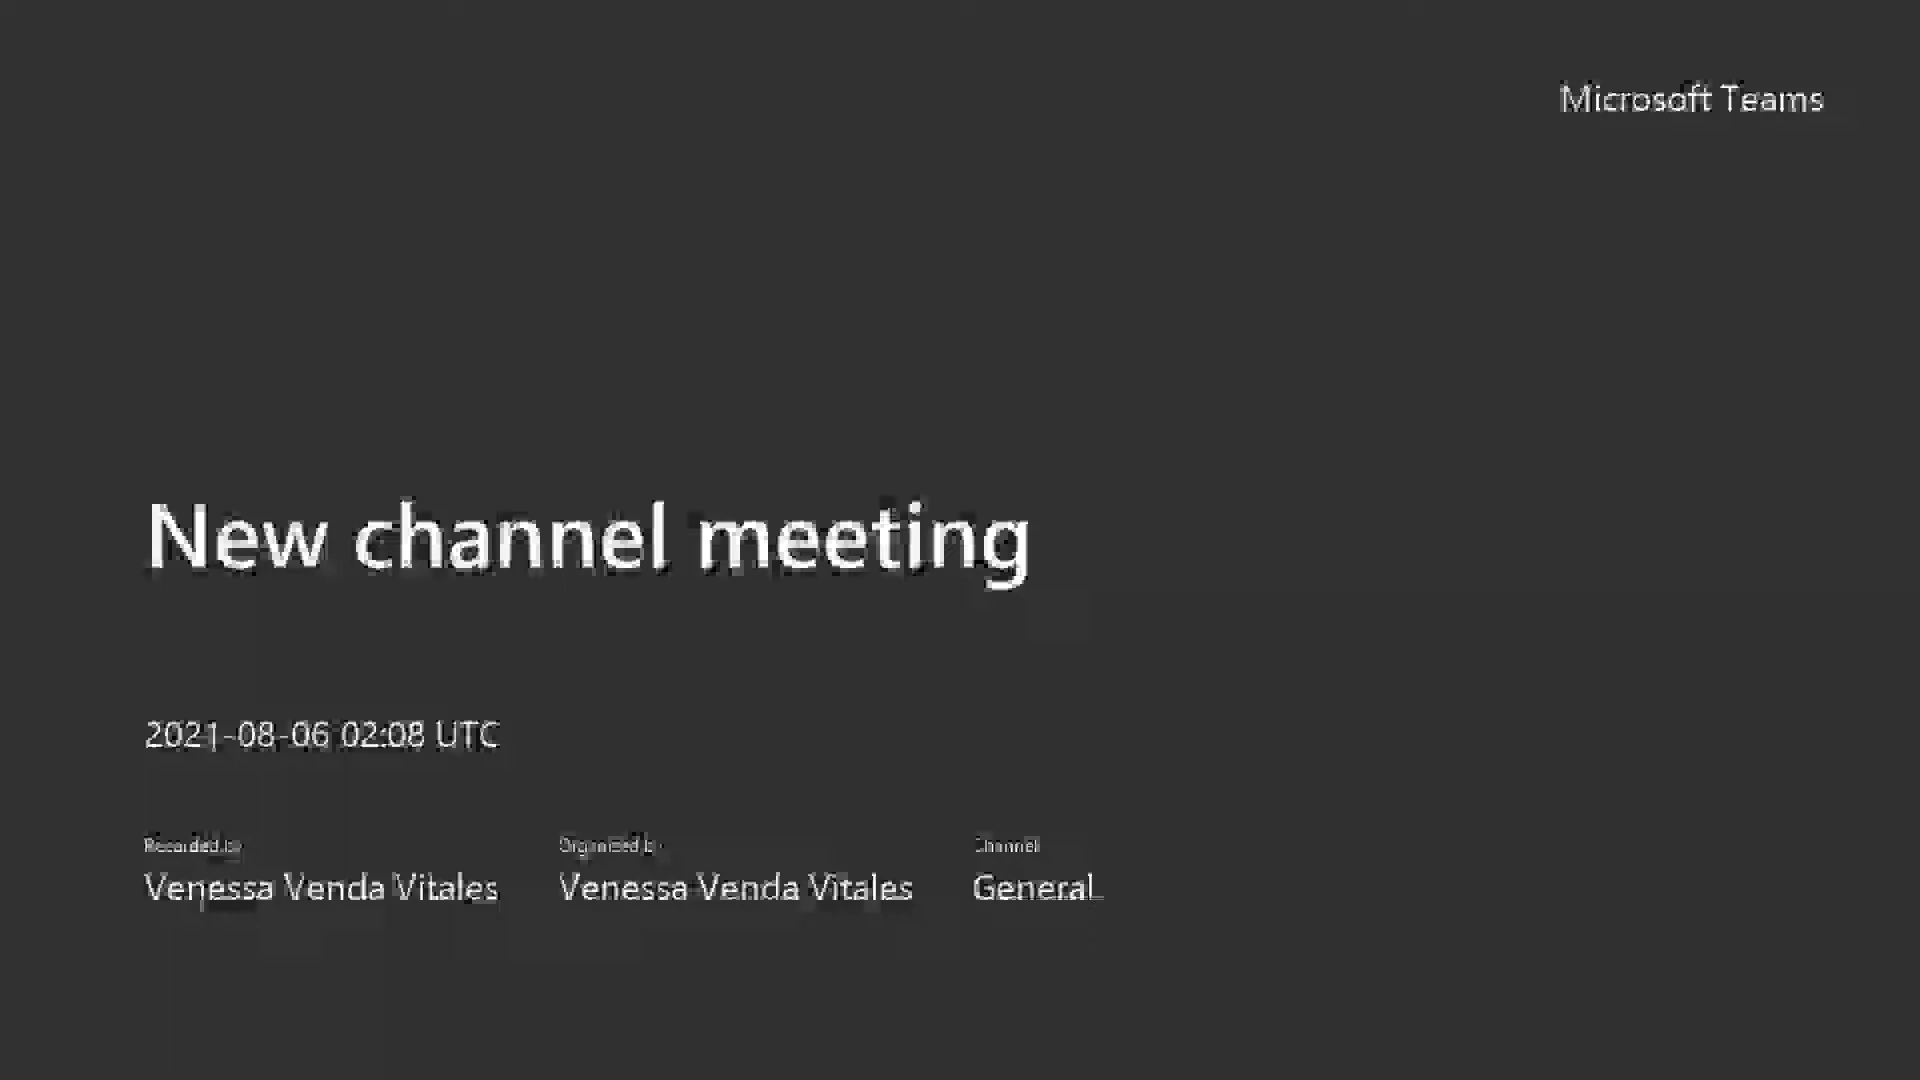 Microsoft Teams
New channel meeting
2021-08-06 02:08 UTC
Recorded by Organized by Channel
Venessa Venda Vitales Venessa Venda Vitales General